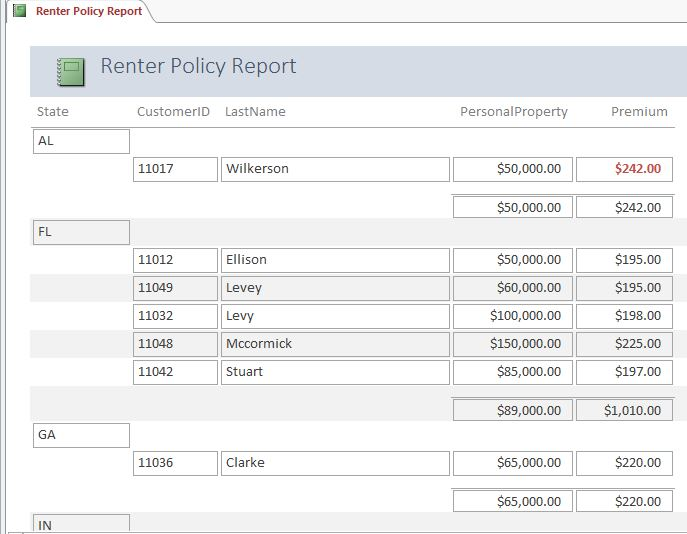 Renter Policy Report
Renter Policy Report
State CustomerID LastName PersonalProperty Premium
AL
11017 Wilkerson $50,000.00 $242.00
$50,000.00 $242.00
FL
11012 Ellison $50,000.00 $195.00
11049 Levey $60,000.00 $195.00
11032 Levy $100,000.00 $198.00
11048 Mccormick $150,000.00 $225.00
11042 Stuart $85,000.00 $197.00
$89,000.00 $1,010.00
GA
11036 Clarke $65,000.00 $220.00
$65,000.00 $220.00
IN